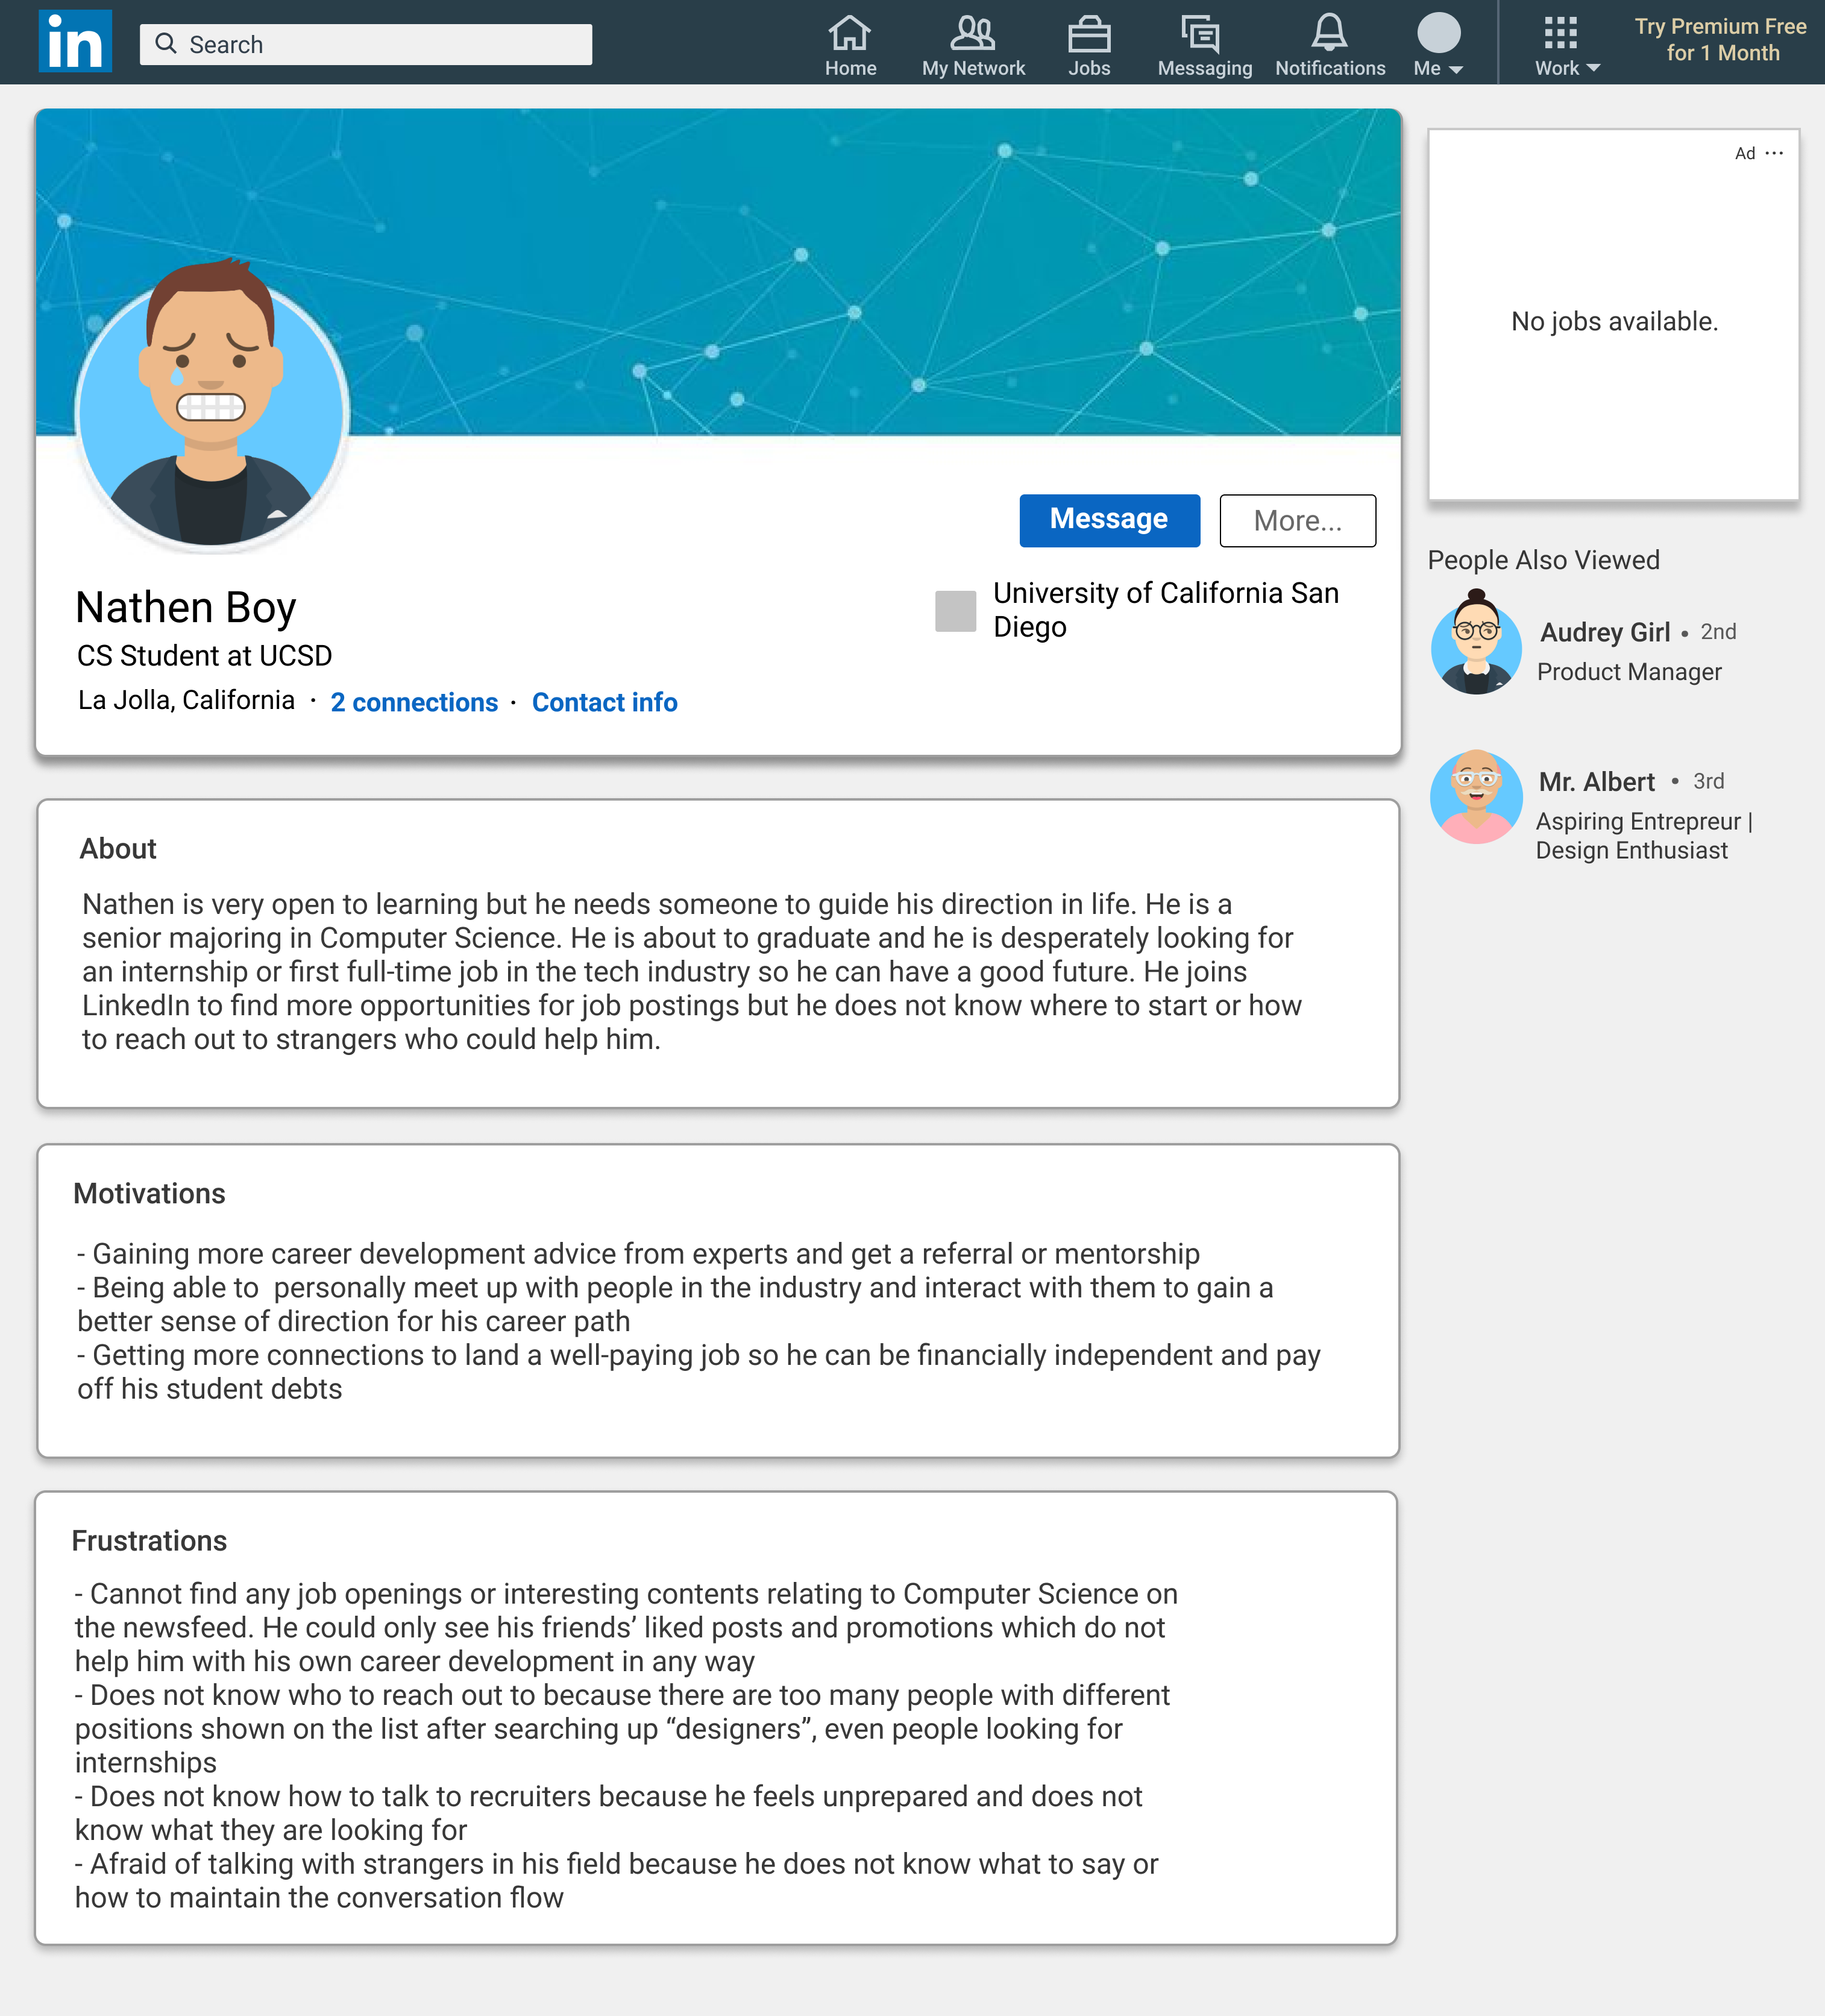 in
Search
Home
My Network
Jobs
Messaging
Notifications
Me
Work
Try Premium Free
for 1 Month
Ad ···
No jobs available.
Message
More...
Nathen Boy
CS Student at UCSD
La Jolla, California · 2 connections · Contact info
University of California San
Diego
People Also Viewed
Audrey Girl • 2nd
Product Manager
Mr. Albert • 3rd
Aspiring Entrepreur |
Design Enthusiast
About
Nathen is very open to learning but he needs someone to guide his direction in life. He is a
senior majoring in Computer Science. He is about to graduate and he is desperately looking for
an internship or first full-time job in the tech industry so he can have a good future. He joins
LinkedIn to find more opportunities for job postings but he does not know where to start or how
to reach out to strangers who could help him.
Motivations
- Gaining more career development advice from experts and get a referral or mentorship
- Being able to  personally meet up with people in the industry and interact with them to gain a
better sense of direction for his career path
- Getting more connections to land a well-paying job so he can be financially independent and pay
off his student debts
Frustrations
- Cannot find any job openings or interesting contents relating to Computer Science on
the newsfeed. He could only see his friends’ liked posts and promotions which do not
help him with his own career development in any way
- Does not know who to reach out to because there are too many people with different
positions shown on the list after searching up “designers”, even people looking for
internships
- Does not know how to talk to recruiters because he feels unprepared and does not
know what they are looking for
- Afraid of talking with strangers in his field because he does not know what to say or
how to maintain the conversation flow